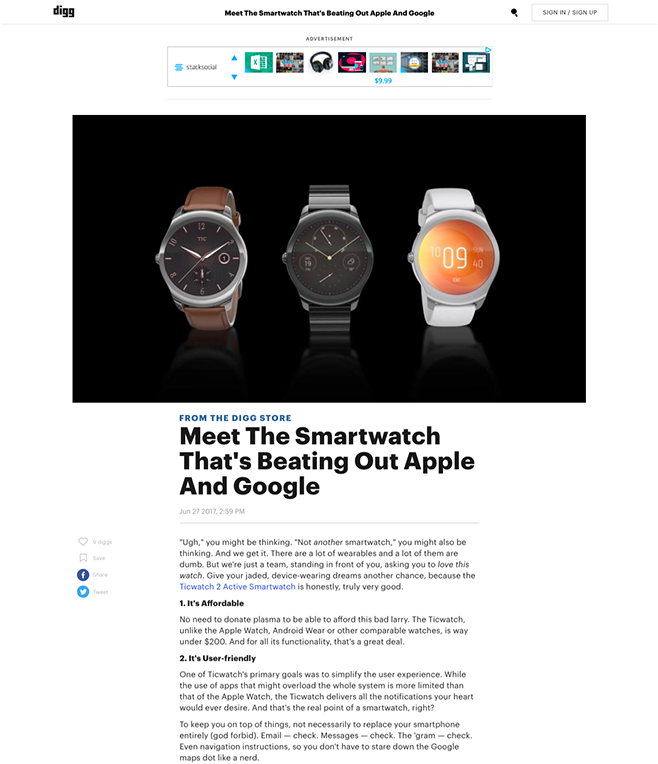 digg
Meet The Smartwatch That's Beating Out Apple And Google
SIGN IN / SIGN UP
ADVERTISEMENT
stacksocial
$9.99
TIC
10 09
40
FROM THE DIGG STORE
Meet The Smartwatch
That's Beating Out Apple
And Google
Jun 27 2017, 2:59 PM
diggs
Save
Share
Tweet
"Ugh," you might be thinking. "Not another smartwatch," you might also be
thinking. And we get it. There are a lot of wearables and a lot of them are
dumb. But we're just a team, standing in front of you, asking you to love this
watch. Give your jaded, device-wearing dreams another chance, because the
Ticwatch 2 Active Smartwatch is honestly, truly very good.
1. It's Affordable
No need to donate plasma to be able to afford this bad larry. The Ticwatch,
unlike the Apple Watch, Android Wear or other comparable watches, is way
under $200. And for all its functionality, that's a great deal.
2. It's User-friendly
One of Ticwatch's primary goals was to simplify the user experience. While
the use of apps that might overload the whole system is more limited than
that of the Apple Watch, the Ticwatch delivers all the notifications your heart
would ever desire. And that's the real point of a smartwatch, right?
To keep you on top of things, not necessarily to replace your smartphone
entirely (god forbid). Email — check. Messages — check. The 'gram — check.
Even navigation instructions, so you don't have to stare down the Google
maps dot like a nerd.